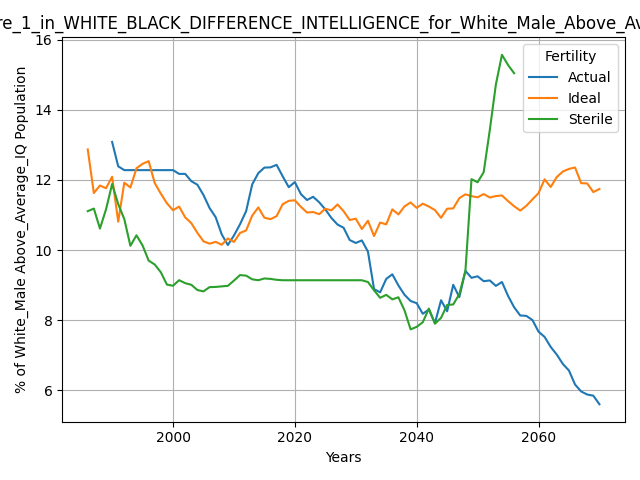 re_1_in_WHITE_BLACK_DIFFERENCE_INTELLIGENCE_for_White_Male_Above_Av
% of White_Male Above_Average_IQ Population
16
14
12
10
8
6
2000
2020
2040
2060
Years
Fertility
Actual
Ideal
Sterile